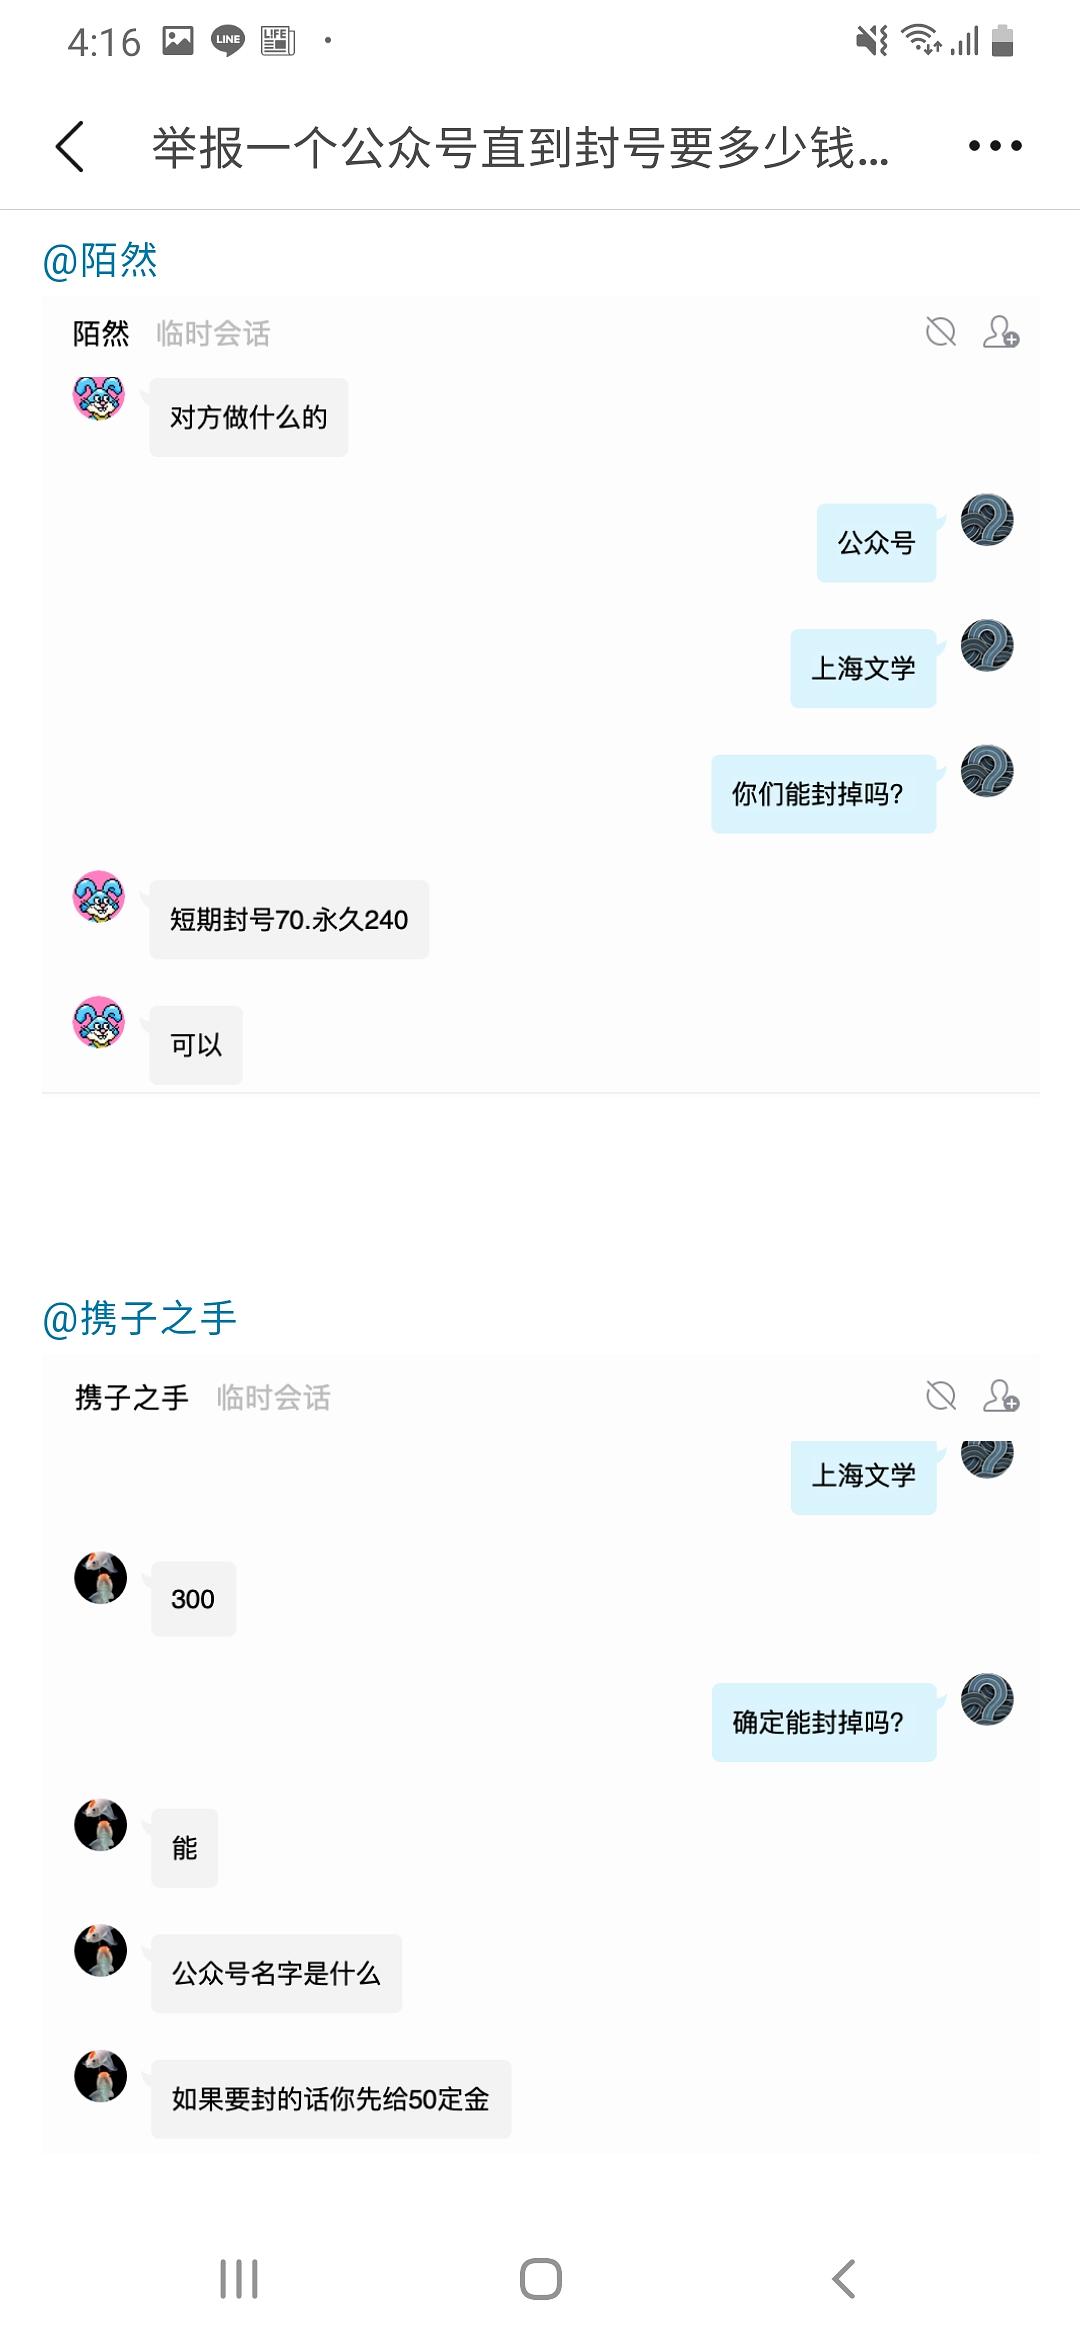 4:16
LINE
LIFE
举报一个公众号直到封号要多少钱...
@陌然
陌然 临时会话
对方做什么的
公众号
上海文学
你们能封掉吗?
短期封号70.永久240
可以
@携子之手
携子之手 临时会话
上海文学
300
确定能封掉吗?
能
公众号名字是什么
如果要封的话你先给50定金